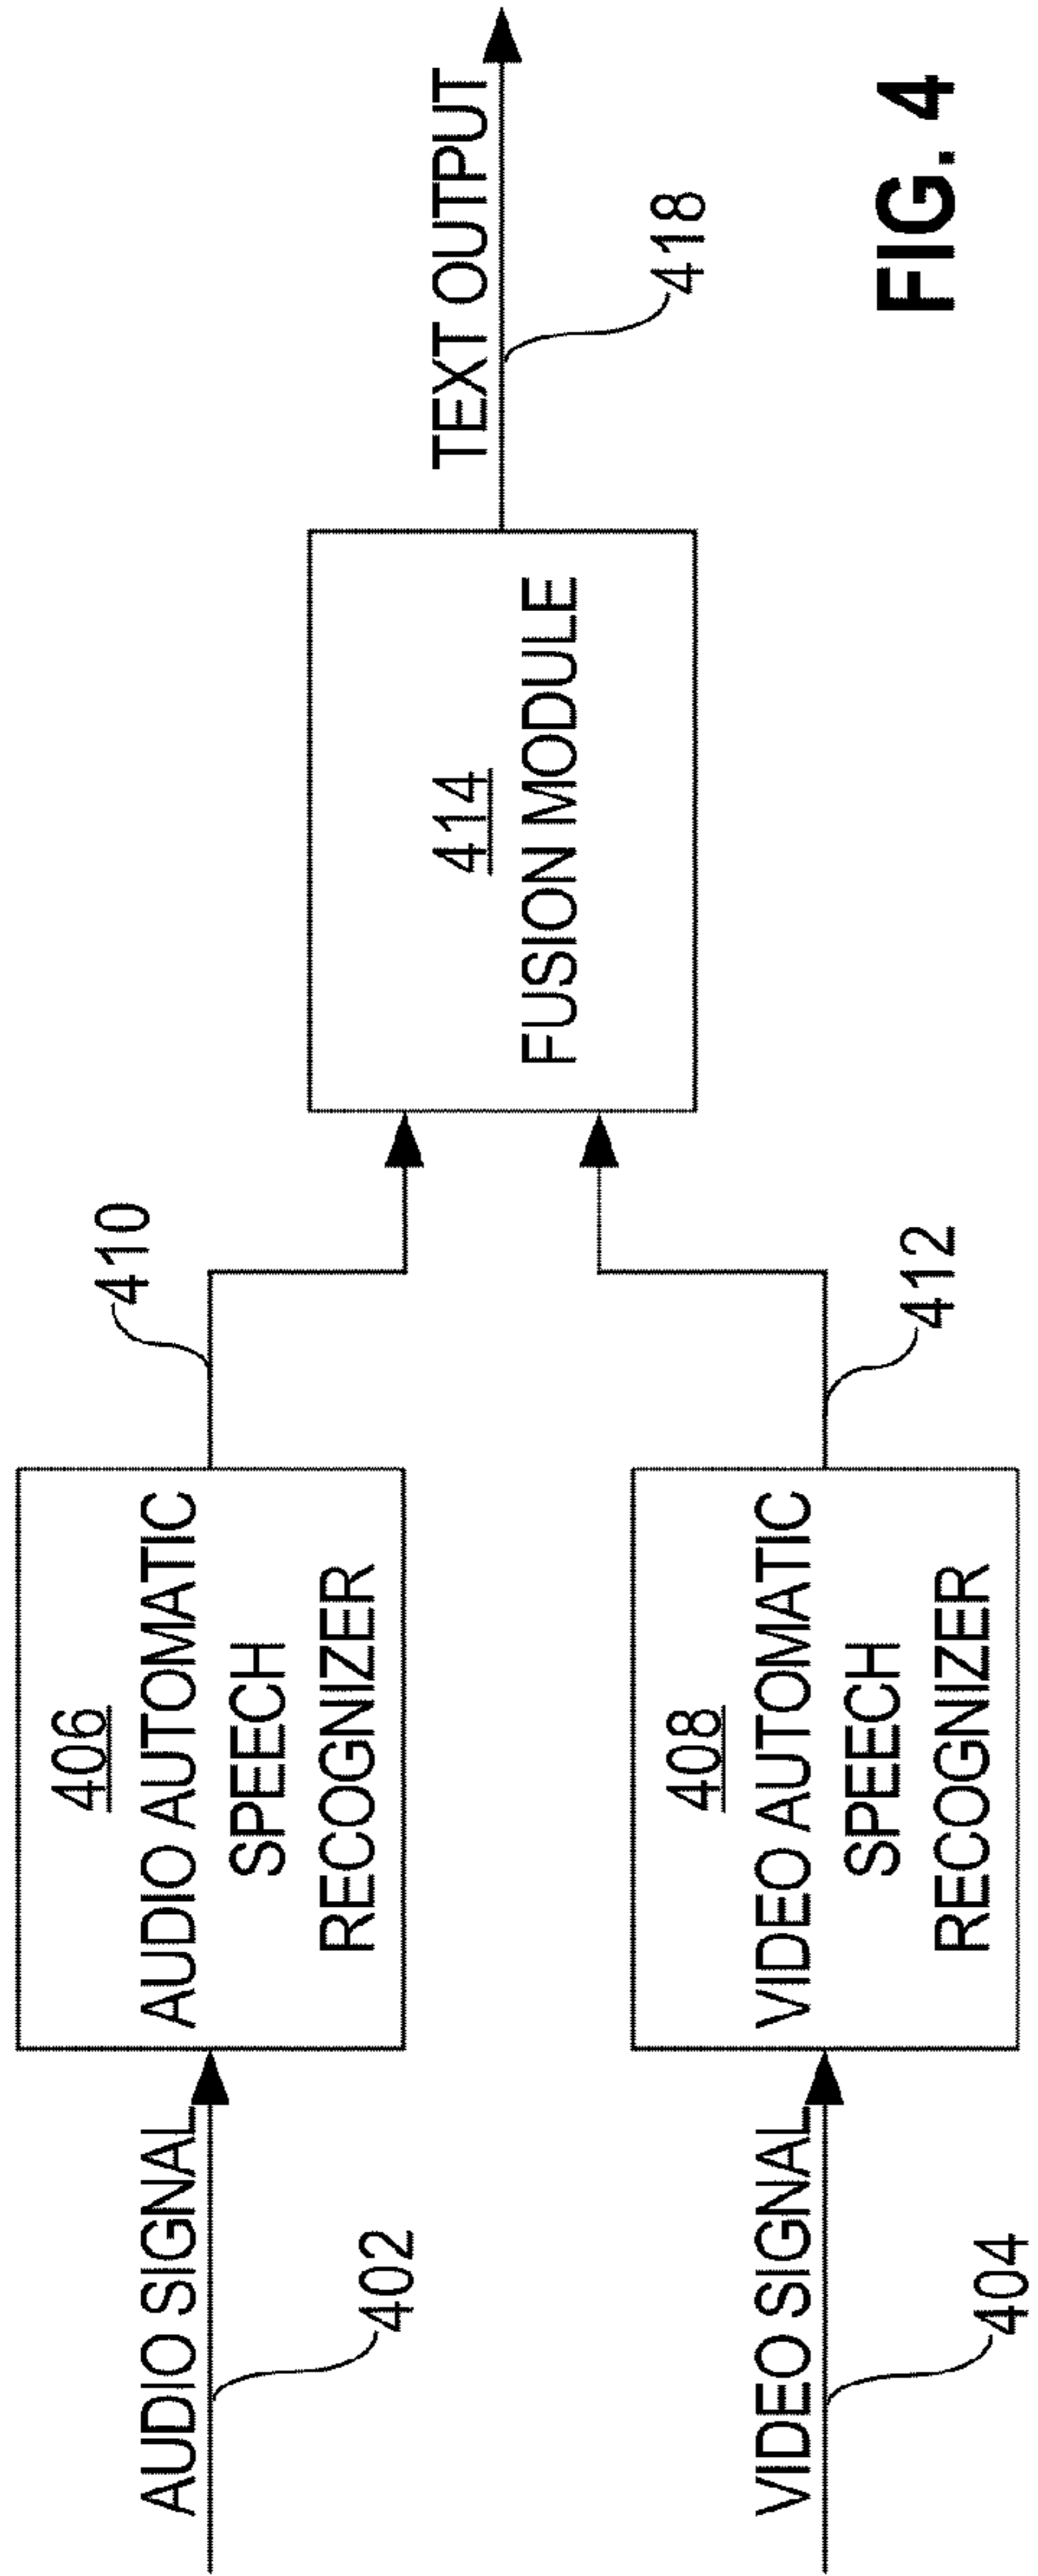 AUDIO SIGNAL
402
406
AUDIO AUTOMATIC
SPEECH
RECOGNIZER
410
VIDEO SIGNAL
404
408
VIDEO AUTOMATIC
SPEECH
RECOGNIZER
412
414
FUSION MODULE
TEXT OUTPUT
418
FIG. 4